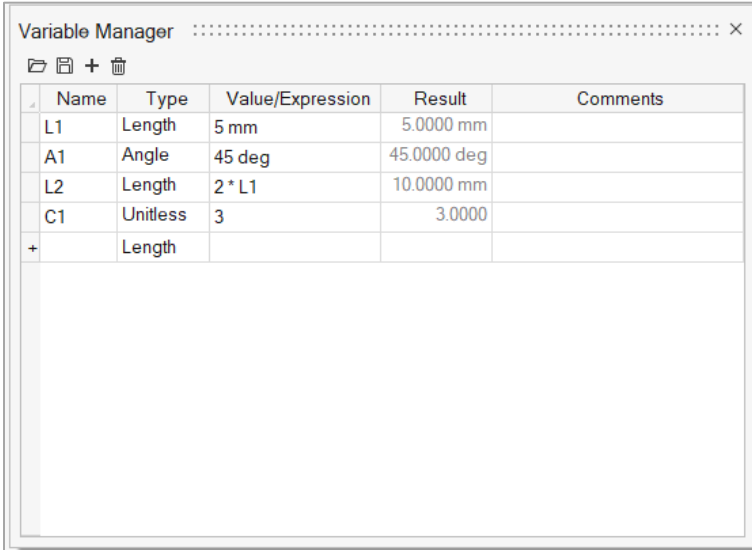 Variable Manager
Name Type Value/Expression Result Comments
L1 Length 5 mm 5.0000 mm
A1 Angle 45 deg 45.0000 deg
L2 Length 2 * L1 10.0000 mm
C1 Unitless 3 3.0000
+ Length